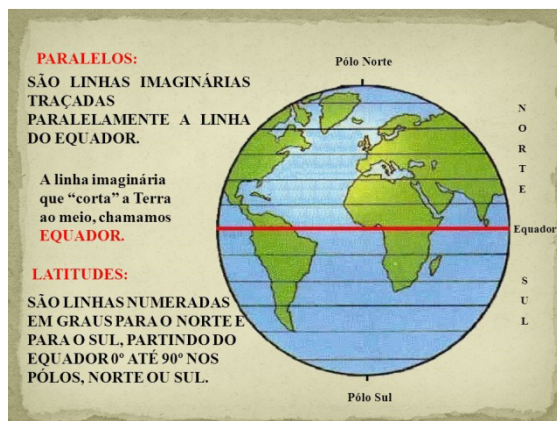 PARALELOS:
SÃO LINHAS IMAGINÁRIAS
TRAÇADAS
PARALELAMENTE A LINHA
DO EQUADOR.
A linha imaginária
que “corta” a Terra
ao meio, chamamos
EQUADOR.
LATITUDES:
SÃO LINHAS NUMERADAS
EM GRAUS PARA O NORTE E
PARA O SUL, PARTINDO DO
EQUADOR 0º ATÉ 90º NOS
PÓLOS, NORTE OU SUL.
Pólo Norte
N
O
R
T
E
Equador
S
U
L
Pólo Sul